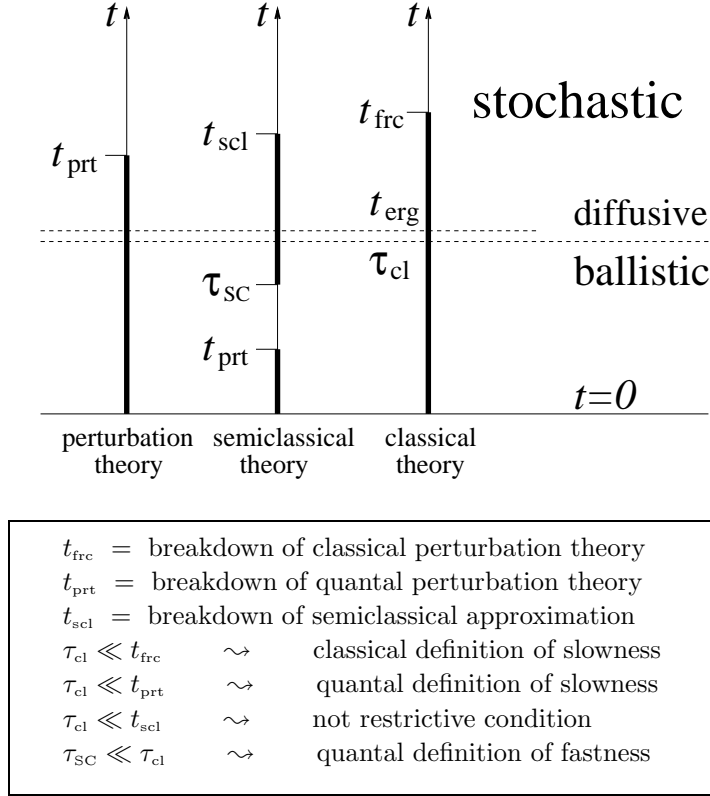 t t t
stochastic
t_frc
t_scl
t_prt
t_erg
diffusive
τ_cl
ballistic
τ_SC
t_prt
t=0
perturbation theory
semiclassical theory
classical theory
t_frc = breakdown of classical perturbation theory
t_prt = breakdown of quantal perturbation theory
t_scl = breakdown of semiclassical approximation
τ_cl ≪ t_frc ⤳ classical definition of slowness
τ_cl ≪ t_prt ⤳ quantal definition of slowness
τ_cl ≪ t_scl ⤳ not restrictive condition
τ_SC ≪ τ_cl ⤳ quantal definition of fastness